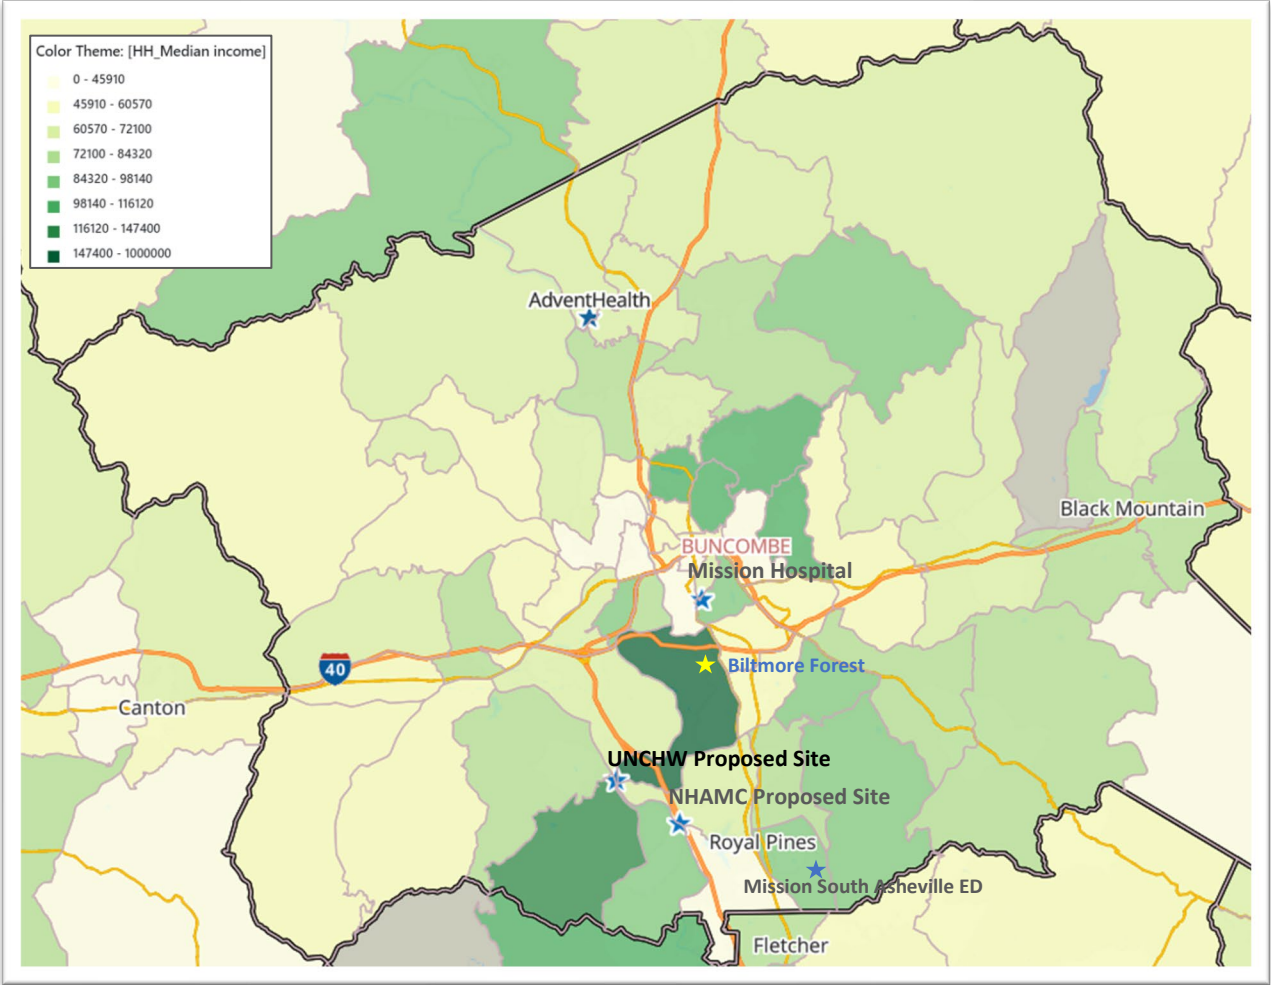 Color Theme: [HH_Median income]
0 - 45910
45910 - 60570
60570 - 72100
72100 - 84320
84320 - 98140
98140 - 116120
116120 - 147400
147400 - 1000000
AdventHealth
Black Mountain
BUNCOMBE
Mission Hospital
40
Biltmore Forest
Canton
UNCHW Proposed Site
NHAMC Proposed Site
Royal Pines
Mission South Asheville ED
Fletcher